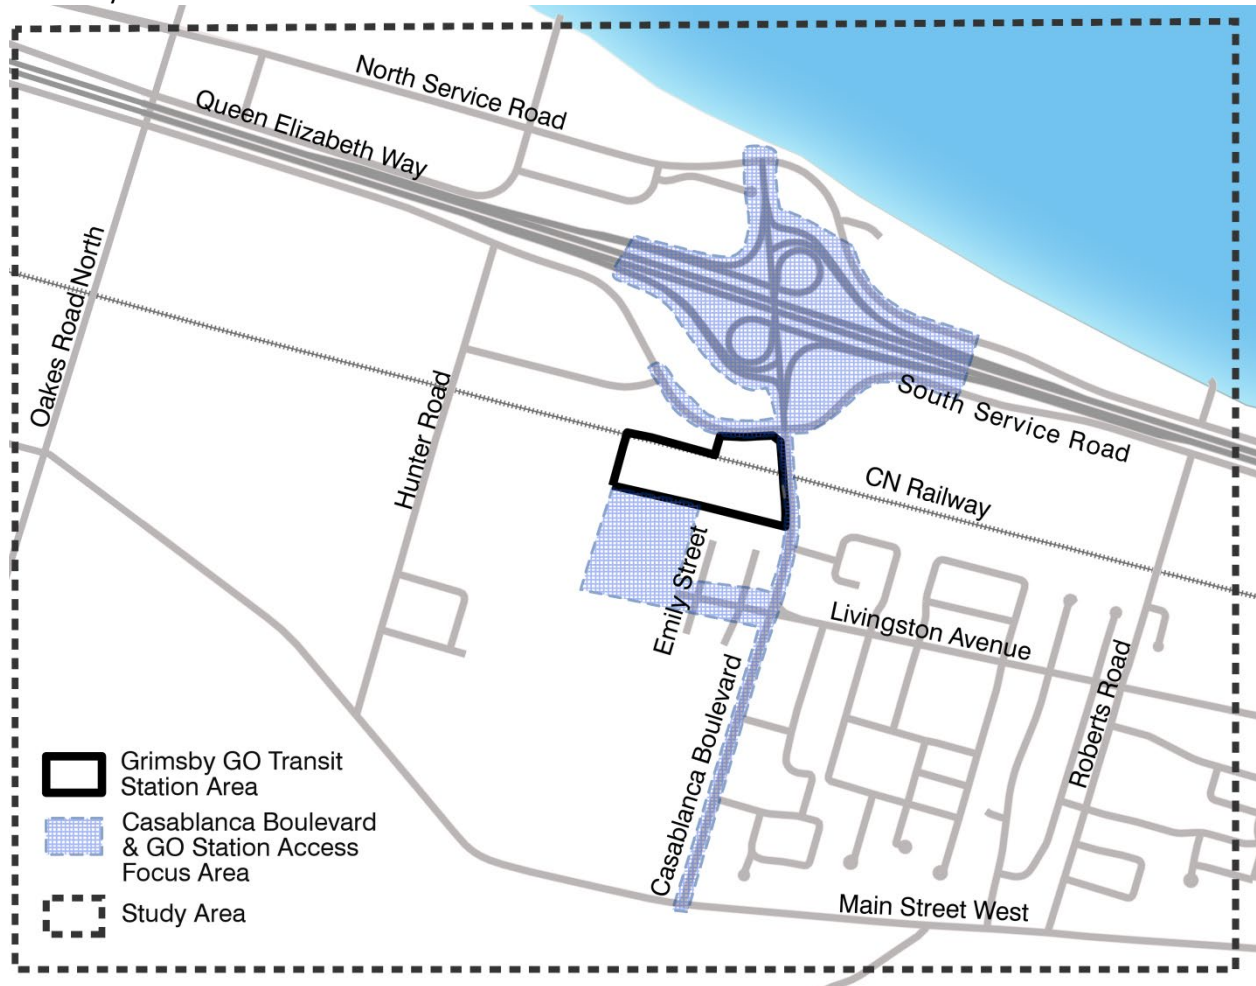 North Service Road
Queen Elizabeth Way
Oakes Road North
Hunter Road
South Service Road
CN Railway
Emily Street
Livingston Avenue
Casablanca Boulevard
Roberts Road
Main Street West
Grimsby GO Transit
Station Area
Casablanca Boulevard
& GO Station Access
Focus Area
Study Area